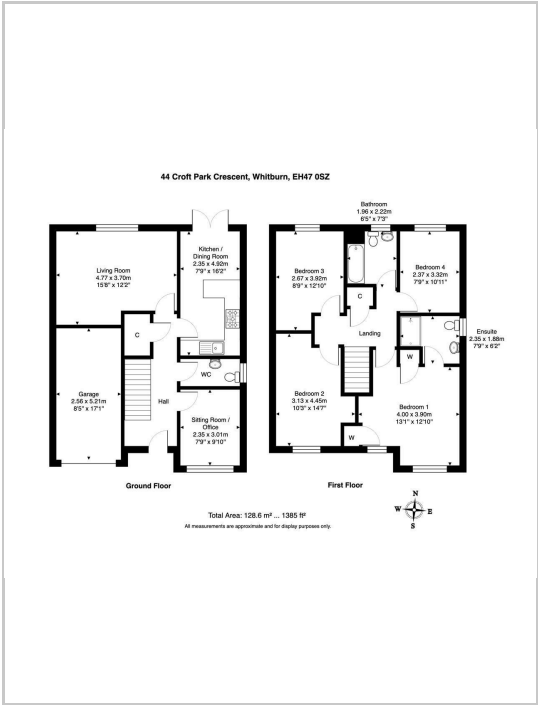 44 Croft Park Crescent, Whitburn, EH47 0SZ
Living Room
4.77 x 3.70m
15'8" x 12'2"
Kitchen /
Dining Room
2.35 x 4.92m
7'9" x 16'2"
C
WC
Garage
2.56 x 5.21m
8'5" x 17'1"
Hall
Sitting Room /
Office
2.35 x 3.01m
7'9" x 9'10"
Ground Floor
Bathroom
1.96 x 2.22m
6'5" x 7'3"
Bedroom 3
2.67 x 3.92m
8'9" x 12'10"
Bedroom 4
2.37 x 3.32m
7'9" x 10'11"
C
Landing
Ensuite
2.35 x 1.88m
7'9" x 6'2"
W
Bedroom 2
3.13 x 4.45m
10'3" x 14'7"
Bedroom 1
4.00 x 3.90m
13'1" x 12'10"
W
First Floor
N
W
E
S
Total Area: 128.6 m² ... 1385 ft²
All measurements are approximate and for display purposes only.